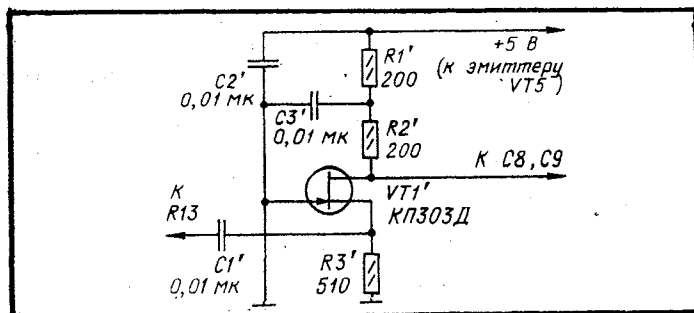 +5 В
(к эмиттеру
VT5)
R1'
200
C2'
0,01 мк
C3'
0,01 мк
R2'
200
К C8, C9
VT1'
КП303Д
К
R13
C1'
0,01 мк
R3'
510